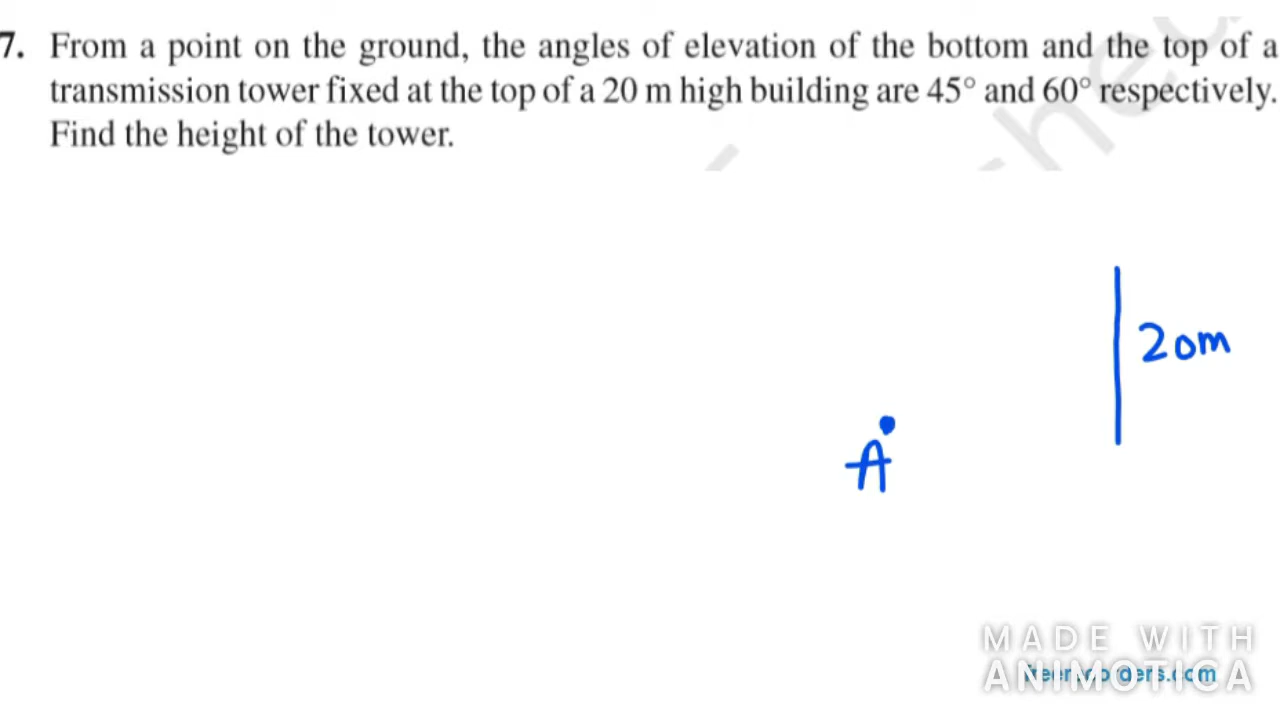 7. From a point on the ground, the angles of elevation of the bottom and the top of a
transmission tower fixed at the top of a 20 m high building are 45° and 60° respectively.
Find the height of the tower.
20m
A
MADE WITH
ANIMOTICA